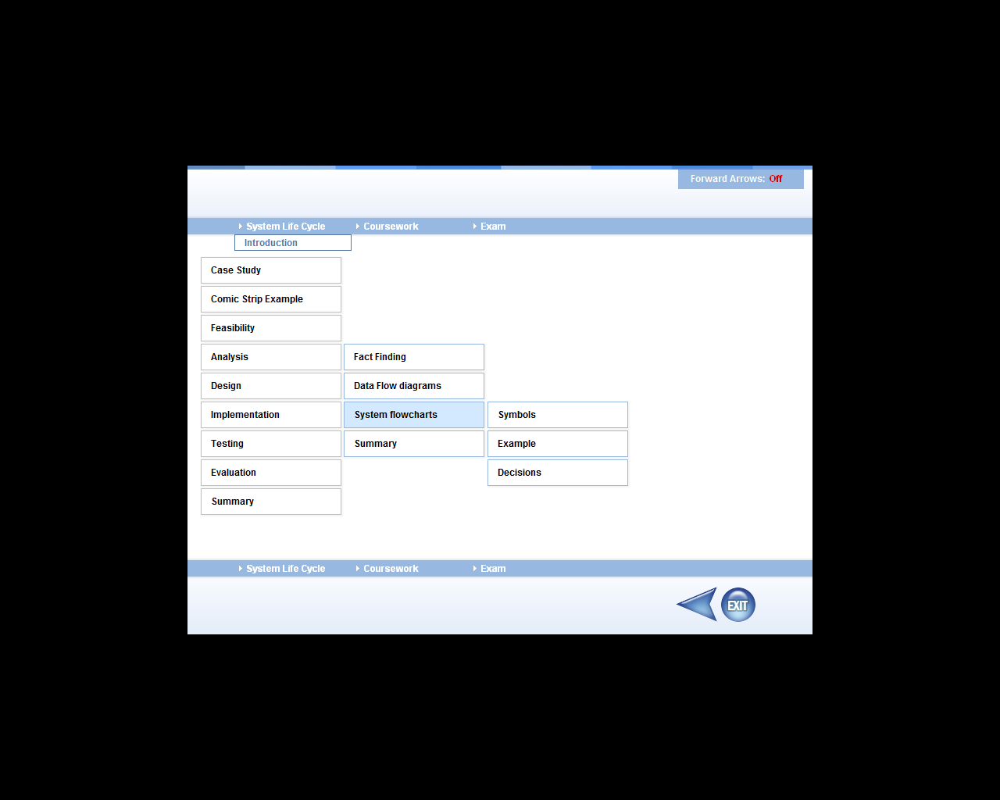 Forward Arrows: Off
System Life Cycle Coursework Exam
Introduction
Case Study
Comic Strip Example
Feasibility
Analysis Fact Finding
Design Data Flow diagrams
Implementation System flowcharts Symbols
Testing Summary Example
Evaluation Decisions
Summary
System Life Cycle Coursework Exam
EXIT